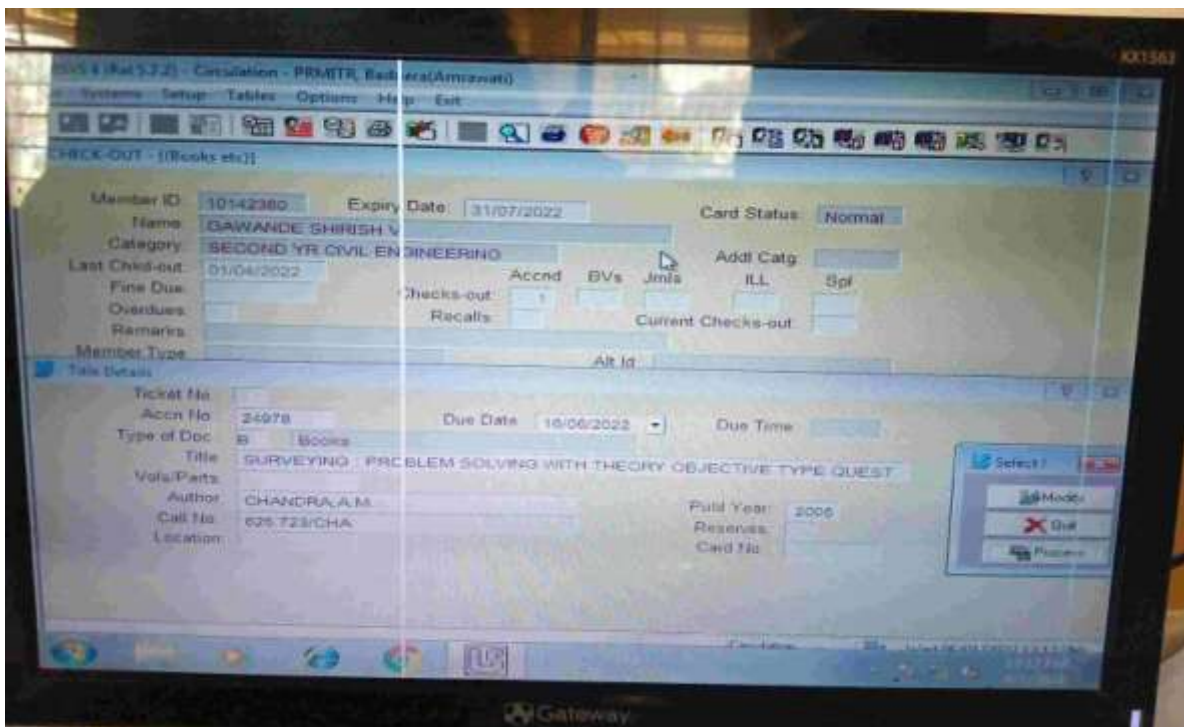 KX1563
Circulation - PRMITR, Badnera(Amravati)
Systems Setup Tables Options Help Exit
CHECK-OUT - [(Books etc)]
Member ID 10142380 Expiry Date: 31/07/2022 Card Status: Normal
Name GAWANDE SHIRISH V
Category SECOND YR CIVIL ENGINEERING Addl Catg
Last Chkd-out 01/04/2022 Accnd BVs Jrnls ILL Spl
Fine Due Checks-out 1
Overdues Recalls Current Checks-out
Remarks
Member Type Alt Id
Title Details
Ticket No
Accn No 24978 Due Date 16/06/2022 Due Time
Type of Doc B Books
Title SURVEYING : PROBLEM SOLVING WITH THEORY OBJECTIVE TYPE QUEST
Vols/Parts
Author CHANDRA,A.M. Publ Year: 2006
Call No CHA Reserves
Location Card No
Select !
Modify
Quit
Process
Gateway